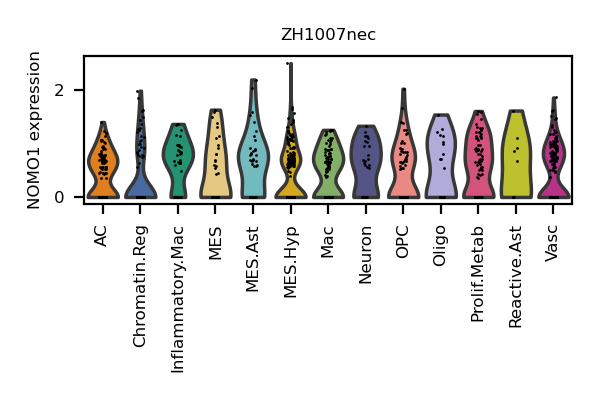 ZH1007nec
NOMO1 expression
2
0
AC
Chromatin.Reg
Inflammatory.Mac
MES
MES.Ast
MES.Hyp
Mac
Neuron
OPC
Oligo
Prolif.Metab
Reactive.Ast
Vasc